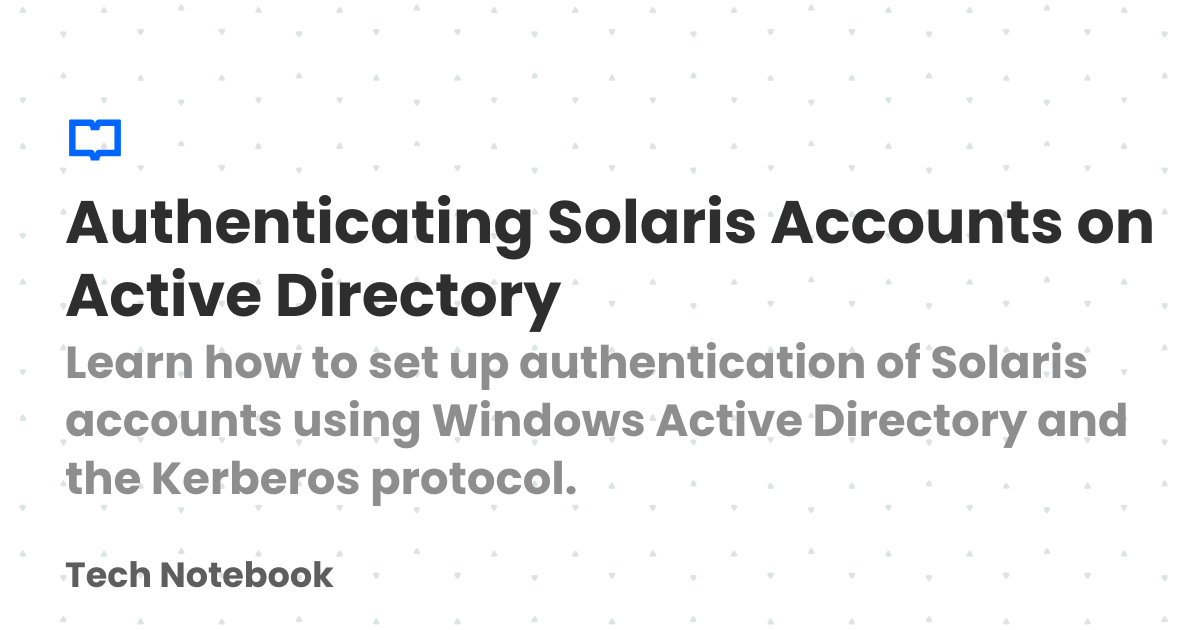 Authenticating Solaris Accounts on
Active Directory
Learn how to set up authentication of Solaris
accounts using Windows Active Directory and
the Kerberos protocol.
Tech Notebook